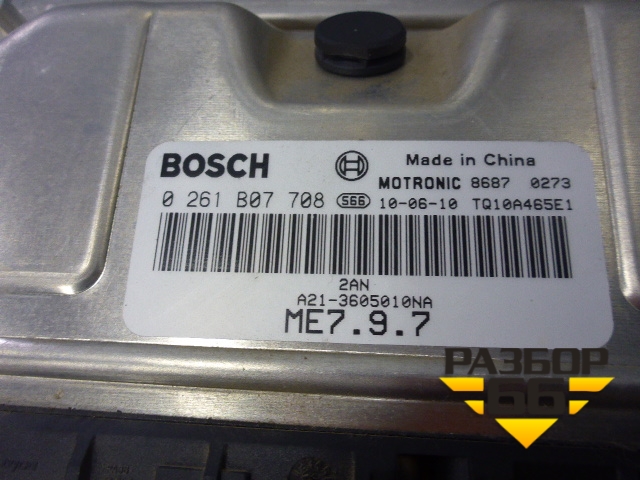 BOSCH
Made in China
MOTRONIC 8687 0273
0 261 B07 708 S66 10-06-10 TQ10A465E1
2AN
A21-3605010NA
ME7.9.7
РАЗБОР
66